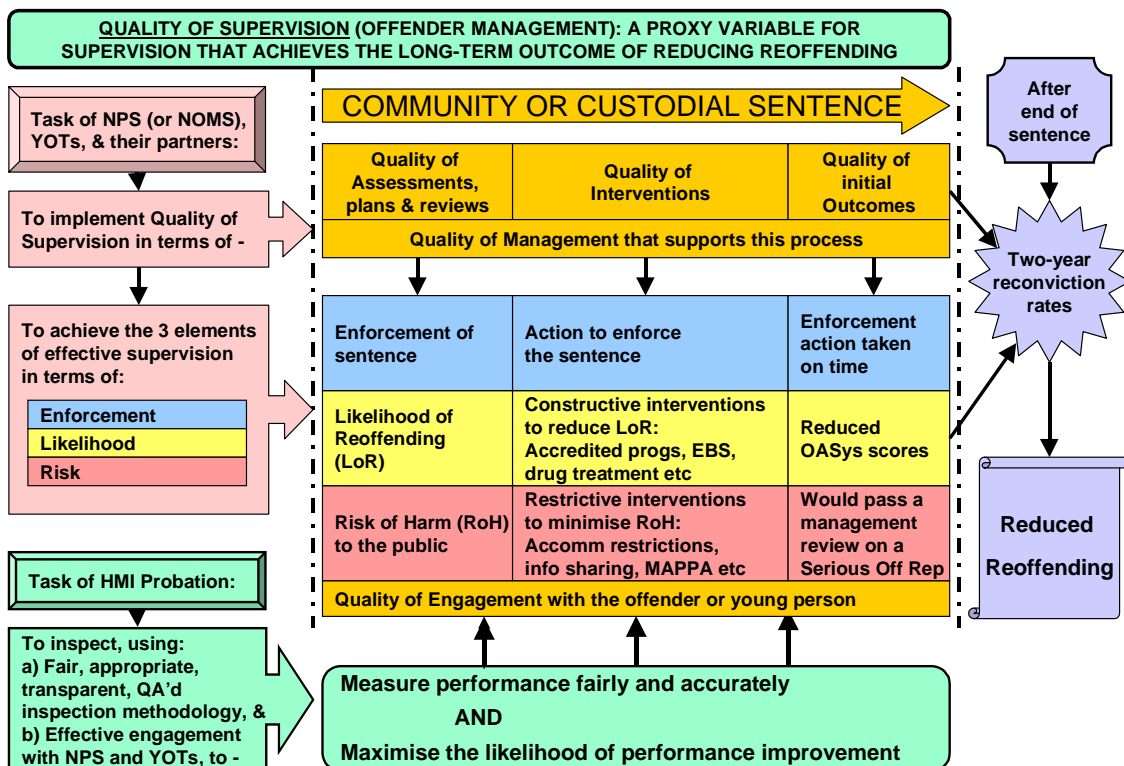 QUALITY OF SUPERVISION (OFFENDER MANAGEMENT): A PROXY VARIABLE FOR
SUPERVISION THAT ACHIEVES THE LONG-TERM OUTCOME OF REDUCING REOFFENDING
Task of NPS (or NOMS),
YOTs, & their partners:
COMMUNITY OR CUSTODIAL SENTENCE
After
end of
sentence
To implement Quality of
Supervision in terms of -
Quality of
Assessments,
plans & reviews
Quality of
Interventions
Quality of
initial
Outcomes
Quality of Management that supports this process
Two-year
reconviction
rates
To achieve the 3 elements
of effective supervision
in terms of:
Enforcement
Likelihood
Risk
Enforcement of
sentence
Action to enforce
the sentence
Enforcement
action taken
on time
Likelihood of
Reoffending
(LoR)
Constructive interventions
to reduce LoR:
Accredited progs, EBS,
drug treatment etc
Reduced
OASys scores
Risk of Harm (RoH)
to the public
Restrictive interventions
to minimise RoH:
Accomm restrictions,
info sharing, MAPPA etc
Would pass a
management
review on a
Serious Off Rep
Quality of Engagement with the offender or young person
Reduced
Reoffending
Task of HMI Probation:
To inspect, using:
a) Fair, appropriate,
transparent, QA'd
inspection methodology, &
b) Effective engagement
with NPS and YOTs, to -
Measure performance fairly and accurately
AND
Maximise the likelihood of performance improvement